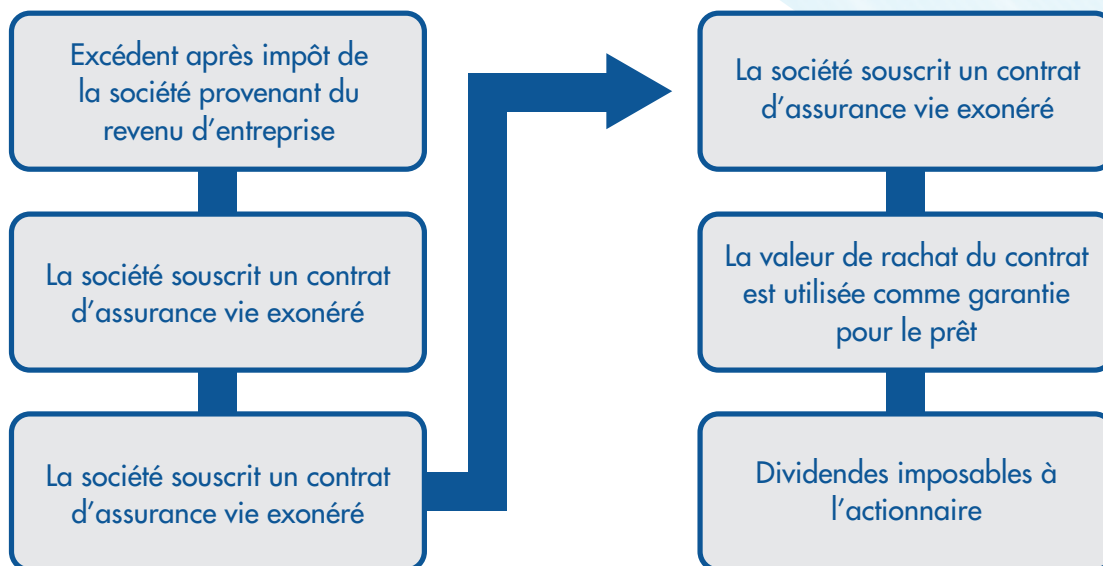 Excédent après impôt de
la société provenant du
revenu d'entreprise
La société souscrit un contrat
d'assurance vie exonéré
La société souscrit un contrat
d'assurance vie exonéré
La société souscrit un contrat
d'assurance vie exonéré
La valeur de rachat du contrat
est utilisée comme garantie
pour le prêt
Dividendes imposables à
l'actionnaire